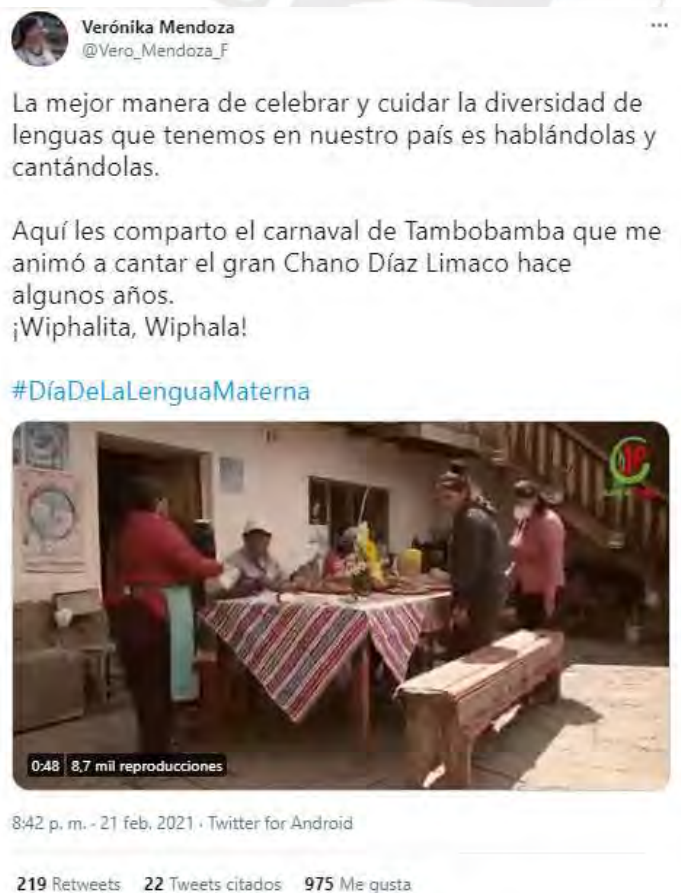 Verónika Mendoza
@Vero_Mendoza_F
La mejor manera de celebrar y cuidar la diversidad de
lenguas que tenemos en nuestro país es hablándolas y
cantándolas.
Aquí les comparto el carnaval de Tambobamba que me
animó a cantar el gran Chano Díaz Limaco hace
algunos años.
¡Wiphalita, Wiphala!
#DíaDeLaLenguaMaterna
0:48 8,7 mil reproducciones
8:42 p. m. · 21 feb. 2021 · Twitter for Android
219 Retweets 22 Tweets citados 975 Me gusta